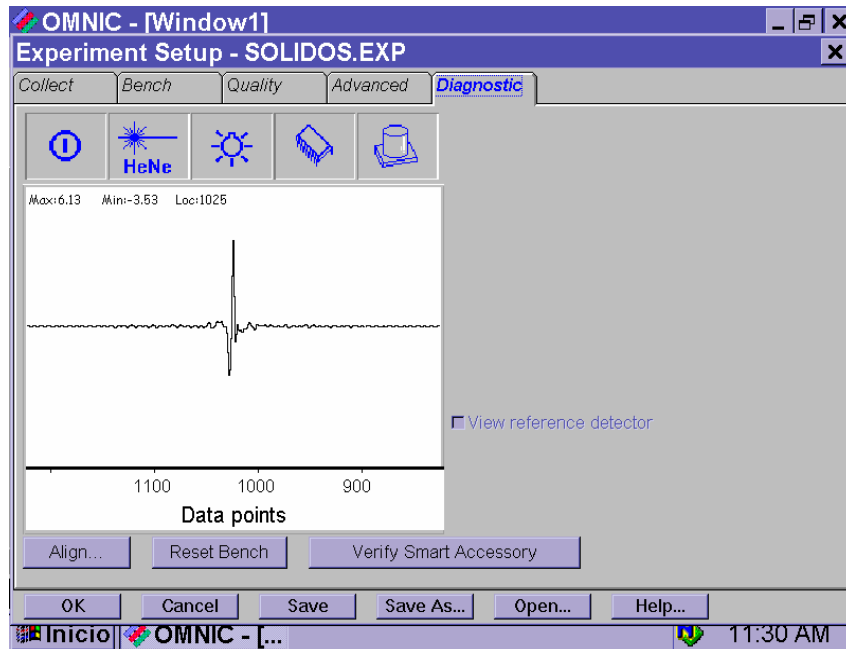 OMNIC - [Window1]
Experiment Setup - SOLIDOS.EXP
Collect Bench Quality Advanced Diagnostic
HeNe
Max:6.13 Min:-3.53 Loc:1025
View reference detector
1100 1000 900
Data points
Align... Reset Bench Verify Smart Accessory
OK Cancel Save Save As... Open... Help...
Inicio OMNIC - [... 11:30 AM